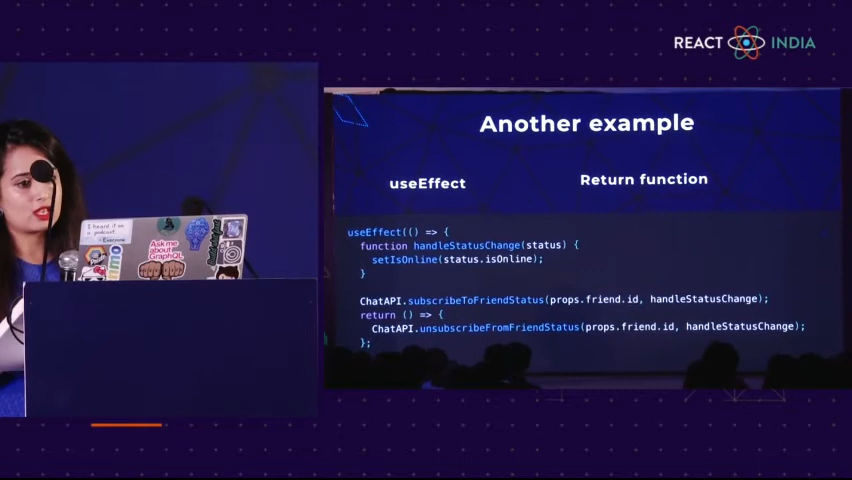 REACT INDIA
Another example
useEffect
Return function
useEffect(() => {
function handleStatusChange(status) {
setIsOnline(status.isOnline);
}
ChatAPI.subscribeToFriendStatus(props.friend.id, handleStatusChange);
return () => {
ChatAPI.unsubscribeFromFriendStatus(props.friend.id, handleStatusChange);
};
I heard it on
a podcast.
- Everyone
Ask me
about
GraphQL